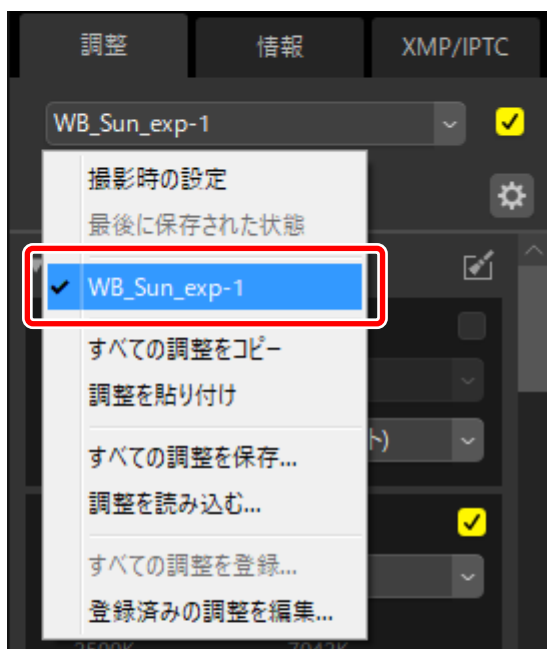 調整
情報
XMP/IPTC
WB_Sun_exp-1
撮影時の設定
最後に保存された状態
WB_Sun_exp-1
すべての調整をコピー
調整を貼り付け
ト)
すべての調整を保存...
調整を読み込む...
すべての調整を登録...
登録済みの調整を編集...